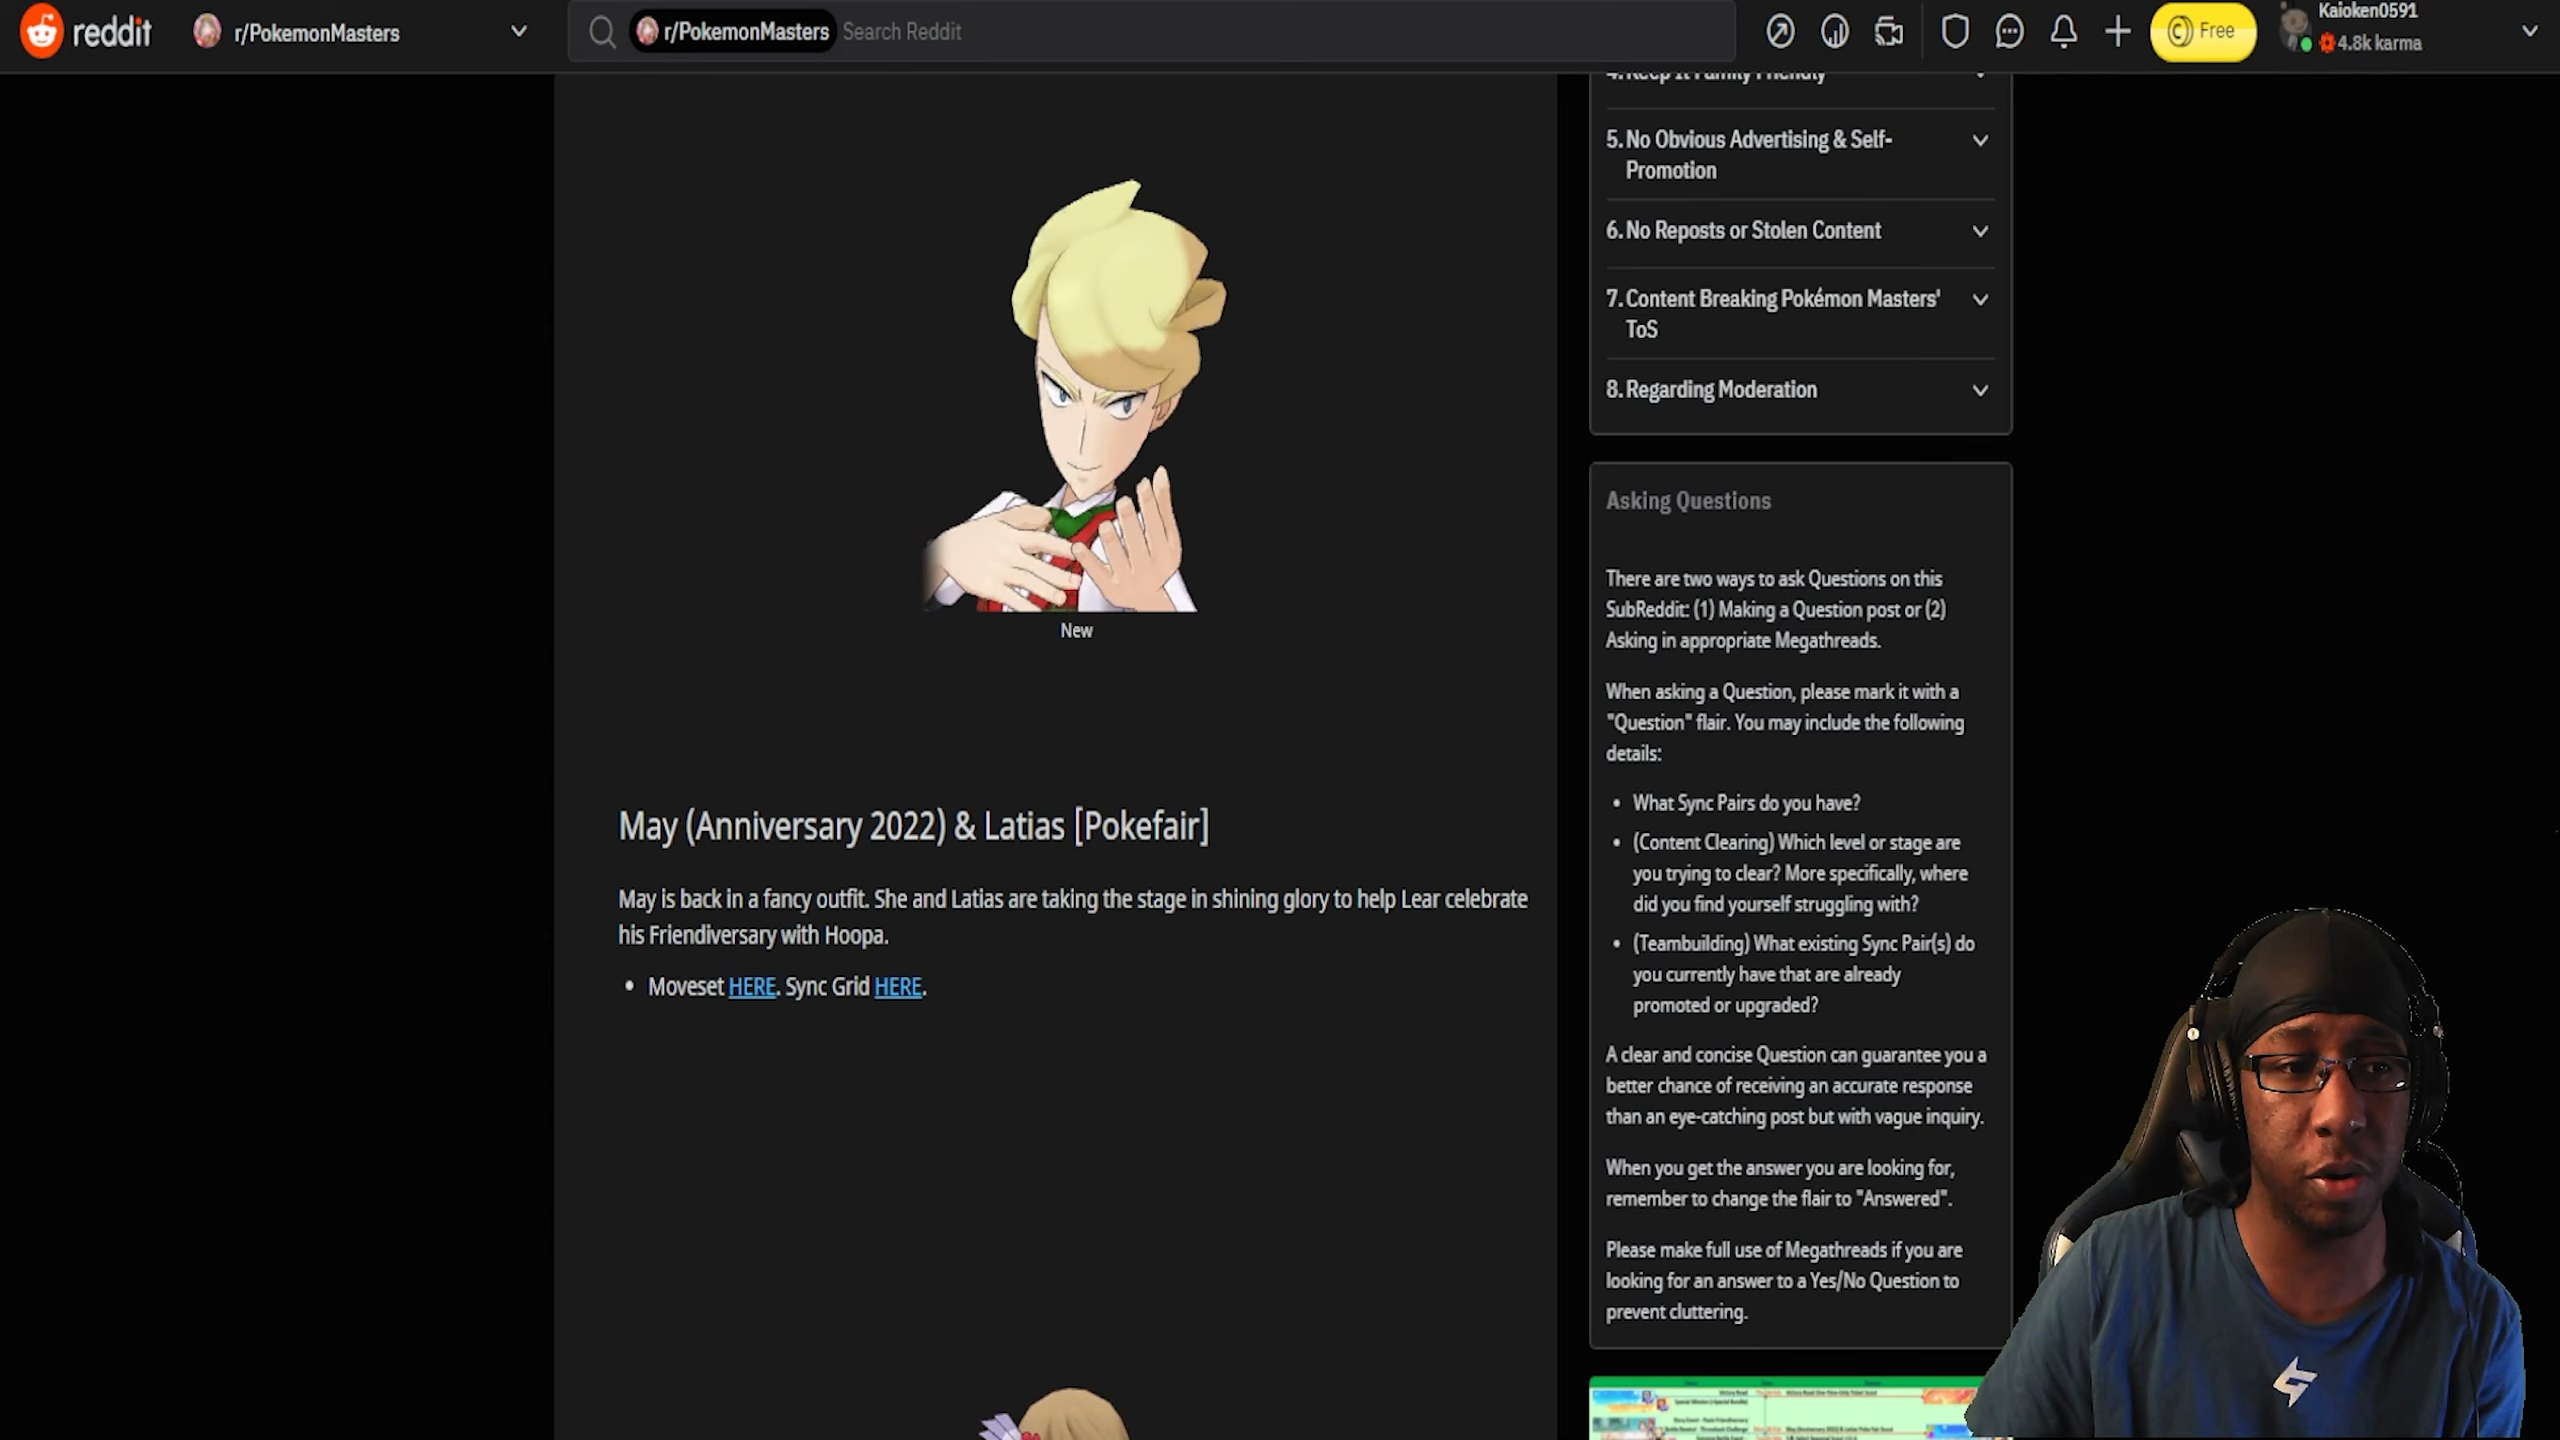 reddit
r/PokemonMasters
r/PokemonMasters Search Reddit
Free
Kaioken0591
4.8k karma
New
May (Anniversary 2022) & Latias [Pokefair]
May is back in a fancy outfit. She and Latias are taking the stage in shining glory to help Lear celebrate
his Friendiversary with Hoopa.
• Moveset HERE. Sync Grid HERE.
4. Keep It Family Friendly
5. No Obvious Advertising & Self-
Promotion
6. No Reposts or Stolen Content
7. Content Breaking Pokémon Masters'
ToS
8. Regarding Moderation
Asking Questions
There are two ways to ask Questions on this
SubReddit: (1) Making a Question post or (2)
Asking in appropriate Megathreads.
When asking a Question, please mark it with a
"Question" flair. You may include the following
details:
• What Sync Pairs do you have?
• (Content Clearing) Which level or stage are
you trying to clear? More specifically, where
did you find yourself struggling with?
• (Teambuilding) What existing Sync Pair(s) do
you currently have that are already
promoted or upgraded?
A clear and concise Question can guarantee you a
better chance of receiving an accurate response
than an eye-catching post but with vague inquiry.
When you get the answer you are looking for,
remember to change the flair to "Answered".
Please make full use of Megathreads if you are
looking for an answer to a Yes/No Question to
prevent cluttering.